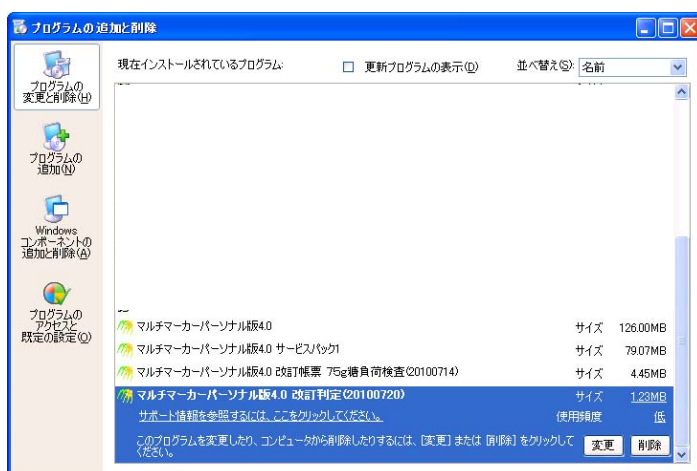 プログラムの追加と削除
プログラムの
変更と削除(H)
現在インストールされているプログラム:
更新プログラムの表示(D)
並べ替え(S):
名前
プログラムの
追加(N)
Windows
コンポーネントの
追加と削除(A)
プログラムの
アクセスと
既定の設定(O)
マルチマーカーパーソナル版4.0
サイズ 126.00MB
マルチマーカーパーソナル版4.0 サービスパック1
サイズ 79.07MB
マルチマーカーパーソナル版4.0 改訂帳票 75g糖負荷検査(20100714)
サイズ 4.45MB
マルチマーカーパーソナル版4.0 改訂判定(20100720)
サイズ 1.23MB
サポート情報を参照するには、ここをクリックしてください。
使用頻度 低
このプログラムを変更したり、コンピュータから削除したりするには、[変更] または [削除] をクリックして
ください。
変更
削除